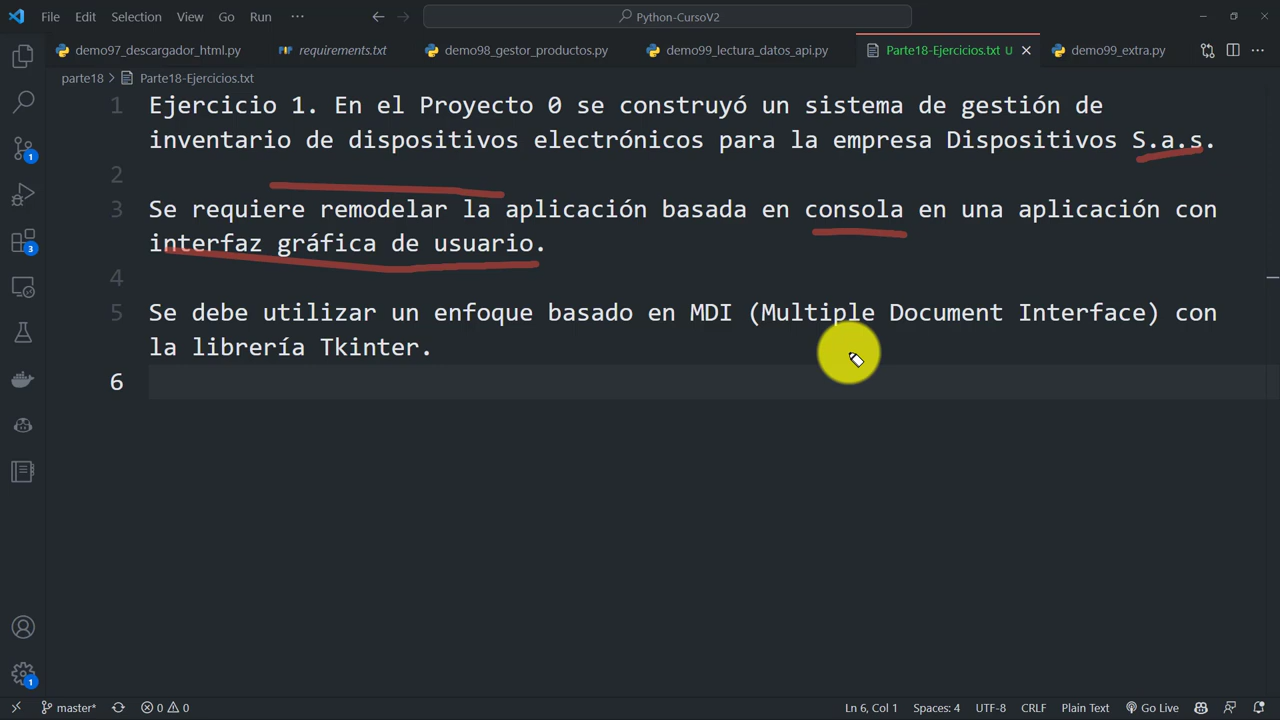 File Edit Selection View Go Run ··· Python-CursoV2
demo97_descargador_html.py requirements.txt demo98_gestor_productos.py demo99_lectura_datos_api.py Parte18-Ejercicios.txt U demo99_extra.py
parte18 > Parte18-Ejercicios.txt
1 Ejercicio 1. En el Proyecto 0 se construyó un sistema de gestión de
inventario de dispositivos electrónicos para la empresa Dispositivos S.a.s.
2
3 Se requiere remodelar la aplicación basada en consola en una aplicación con
interfaz gráfica de usuario.
4
5 Se debe utilizar un enfoque basado en MDI (Multiple Document Interface) con
la librería Tkinter.
6
1
3
1
master* 0 0 Ln 6, Col 1 Spaces: 4 UTF-8 CRLF Plain Text Go Live